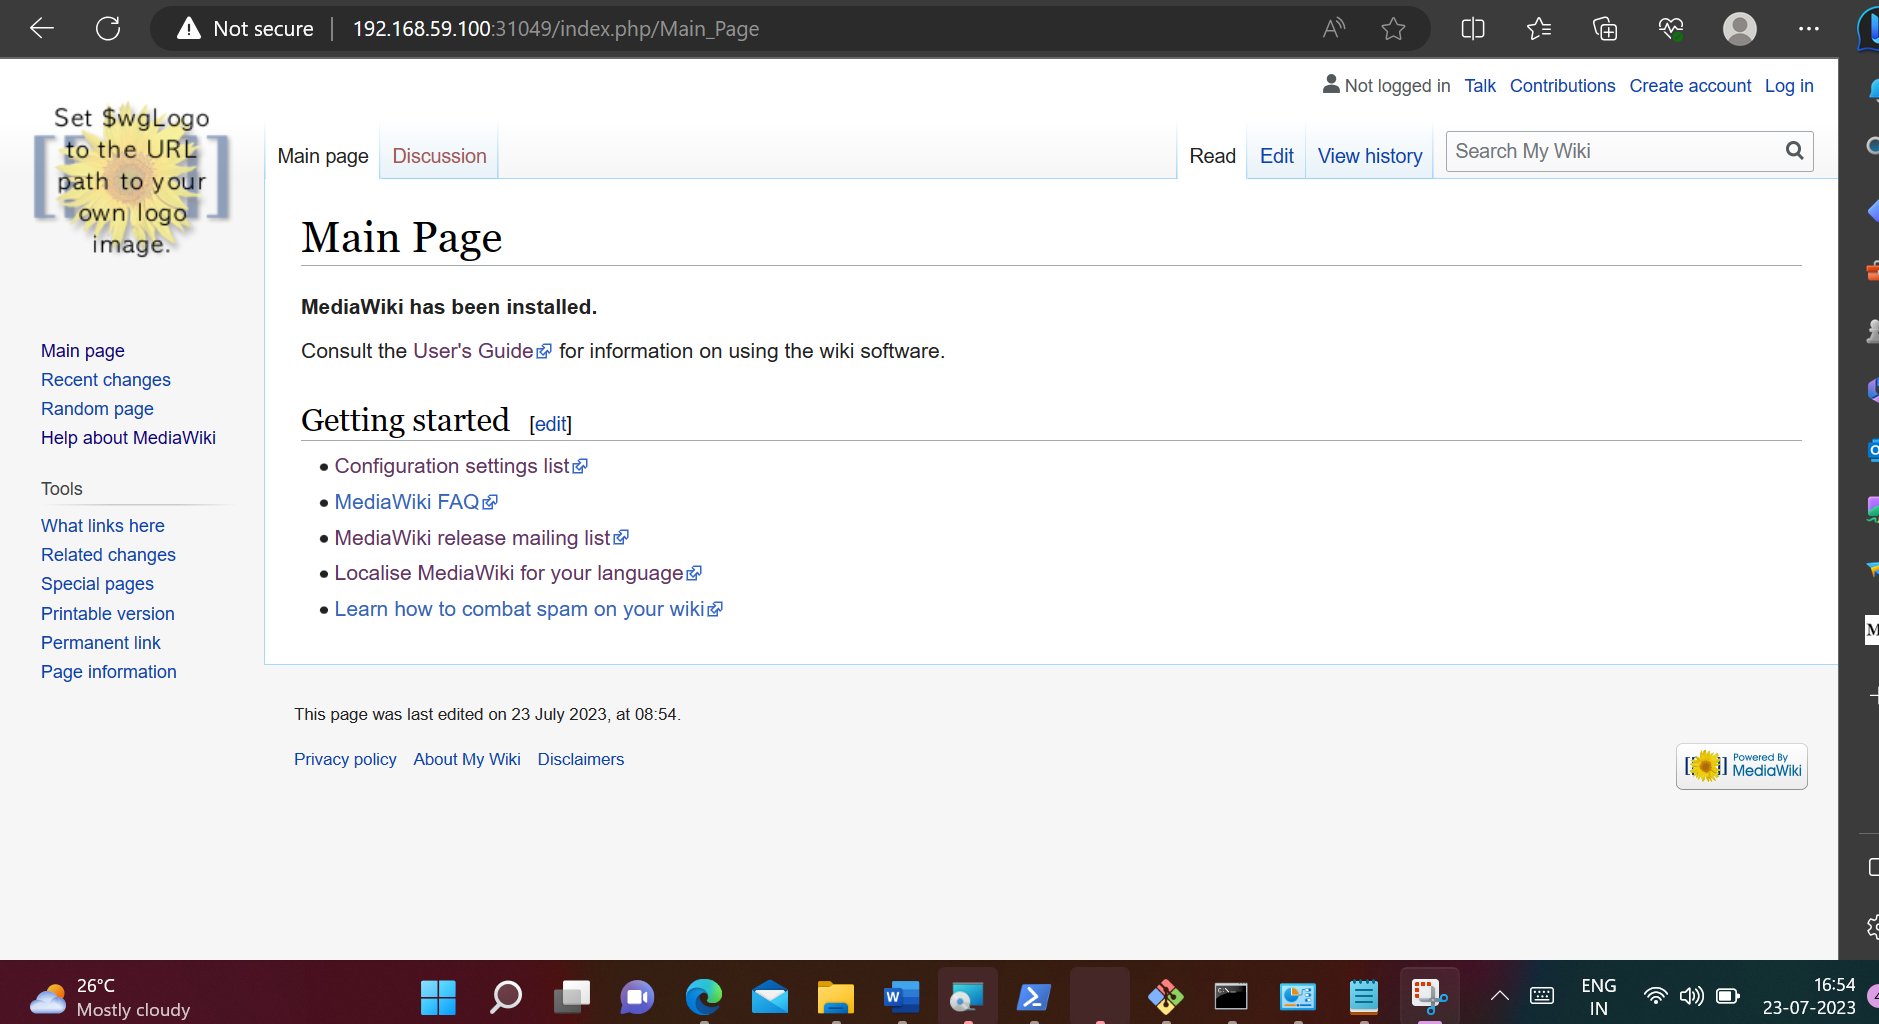 Not secure 192.168.59.100:31049/index.php/Main_Page
Not logged in Talk Contributions Create account Log in
Set $wgLogo
to the URL
path to your
own logo
image.
Main page Discussion Read Edit View history Search My Wiki
Main Page
MediaWiki has been installed.
Consult the User's Guide for information on using the wiki software.
Getting started [edit]
Configuration settings list
MediaWiki FAQ
MediaWiki release mailing list
Localise MediaWiki for your language
Learn how to combat spam on your wiki
Main page
Recent changes
Random page
Help about MediaWiki
Tools
What links here
Related changes
Special pages
Printable version
Permanent link
Page information
This page was last edited on 23 July 2023, at 08:54.
Privacy policy About My Wiki Disclaimers
Powered By
MediaWiki
26°C
Mostly cloudy
ENG
IN
16:54
23-07-2023